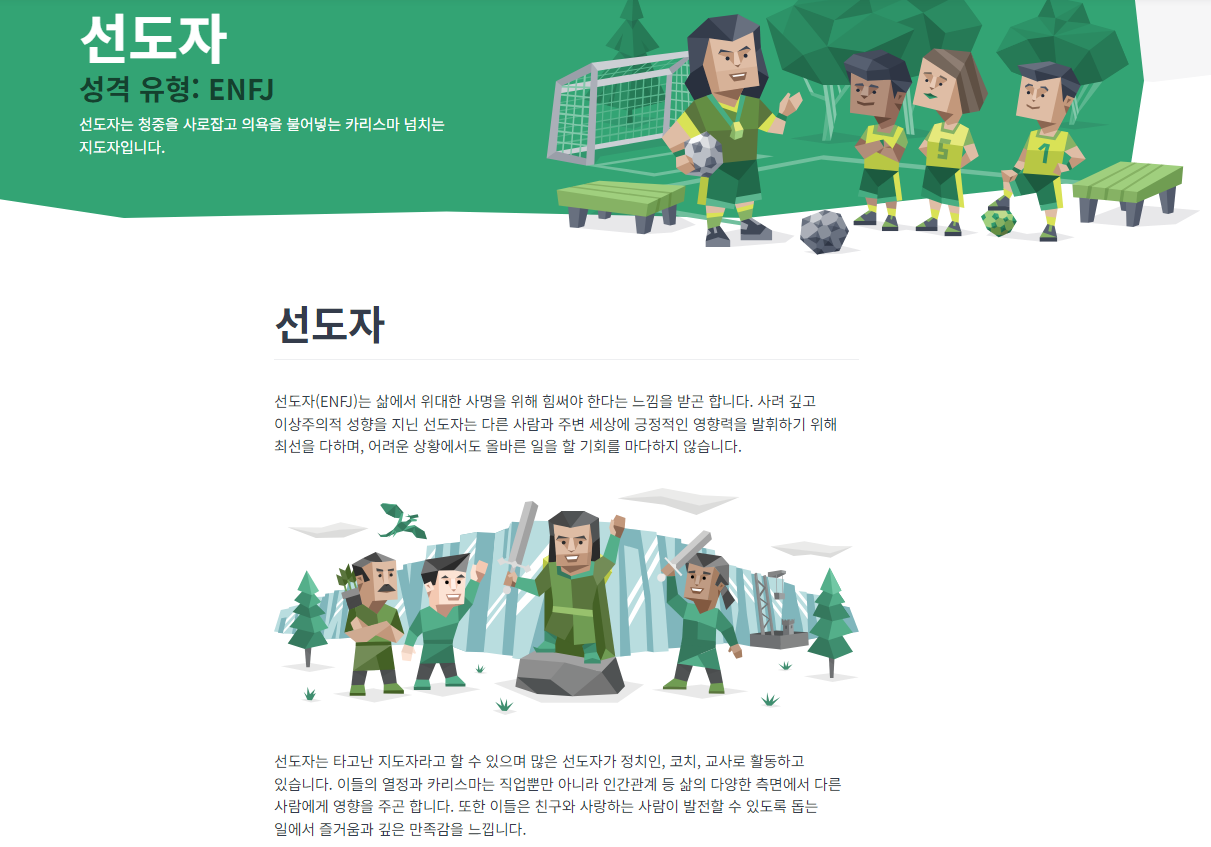 선도자
성격 유형: ENFJ
선도자는 청중을 사로잡고 의욕을 불어넣는 카리스마 넘치는
지도자입니다.
5
1
선도자
선도자(ENFJ)는 삶에서 위대한 사명을 위해 힘써야 한다는 느낌을 받곤 합니다. 사려 깊고
이상주의적 성향을 지닌 선도자는 다른 사람과 주변 세상에 긍정적인 영향력을 발휘하기 위해
최선을 다하며, 어려운 상황에서도 올바른 일을 할 기회를 마다하지 않습니다.
선도자는 타고난 지도자라고 할 수 있으며 많은 선도자가 정치인, 코치, 교사로 활동하고
있습니다. 이들의 열정과 카리스마는 직업뿐만 아니라 인간관계 등 삶의 다양한 측면에서 다른
사람에게 영향을 주곤 합니다. 또한 이들은 친구와 사랑하는 사람이 발전할 수 있도록 돕는
일에서 즐거움과 깊은 만족감을 느낍니다.